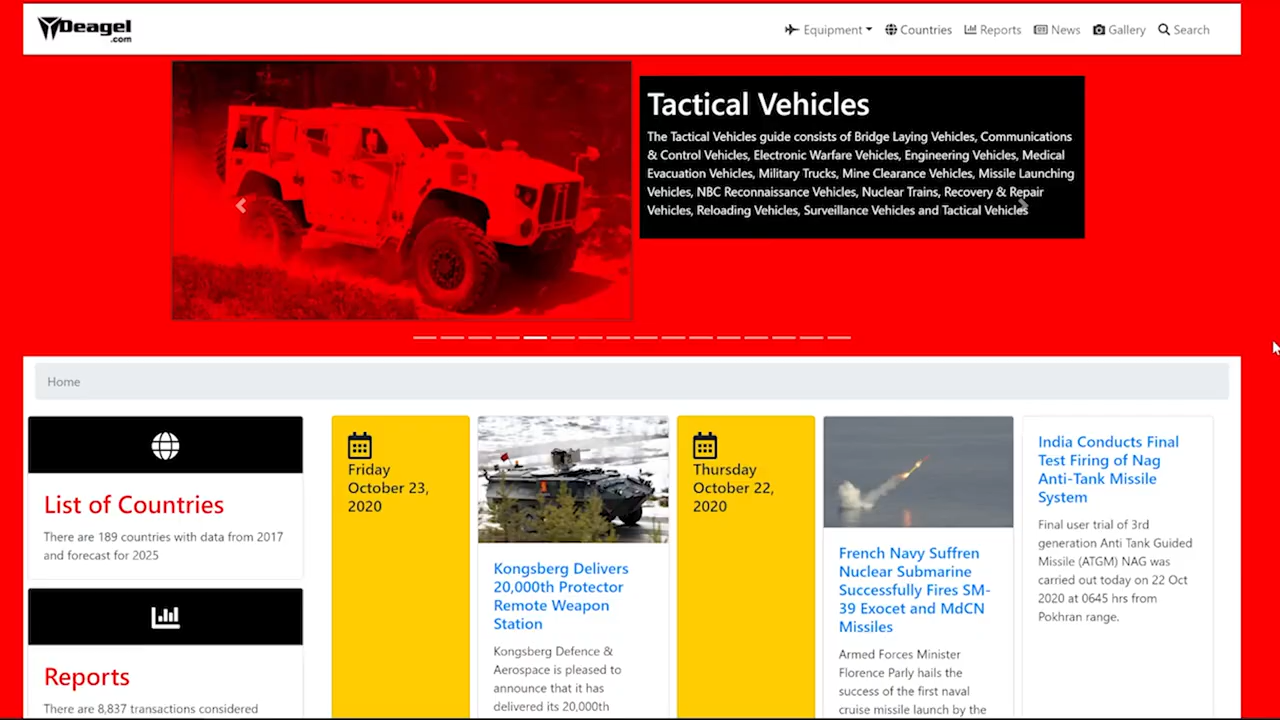 Deagel
.com
Equipment
Countries
Reports
News
Gallery
Search
Tactical Vehicles
The Tactical Vehicles guide consists of Bridge Laying Vehicles, Communications
& Control Vehicles, Electronic Warfare Vehicles, Engineering Vehicles, Medical
Evacuation Vehicles, Military Trucks, Mine Clearance Vehicles, Missile Launching
Vehicles, NBC Reconnaissance Vehicles, Nuclear Trains, Recovery & Repair
Vehicles, Reloading Vehicles, Surveillance Vehicles and Tactical Vehicles
Home
List of Countries
There are 189 countries with data from 2017
and forecast for 2025
Reports
There are 8,837 transactions considered
Friday
October 23,
2020
Kongsberg Delivers
20,000th Protector
Remote Weapon
Station
Kongsberg Defence &
Aerospace is pleased to
announce that it has
delivered its 20,000th
Thursday
October 22,
2020
French Navy Suffren
Nuclear Submarine
Successfully Fires SM-
39 Exocet and MdCN
Missiles
Armed Forces Minister
Florence Parly hails the
success of the first naval
cruise missile launch by the
India Conducts Final
Test Firing of Nag
Anti-Tank Missile
System
Final user trial of 3rd
generation Anti Tank Guided
Missile (ATGM) NAG was
carried out today on 22 Oct
2020 at 0645 hrs from
Pokhran range.